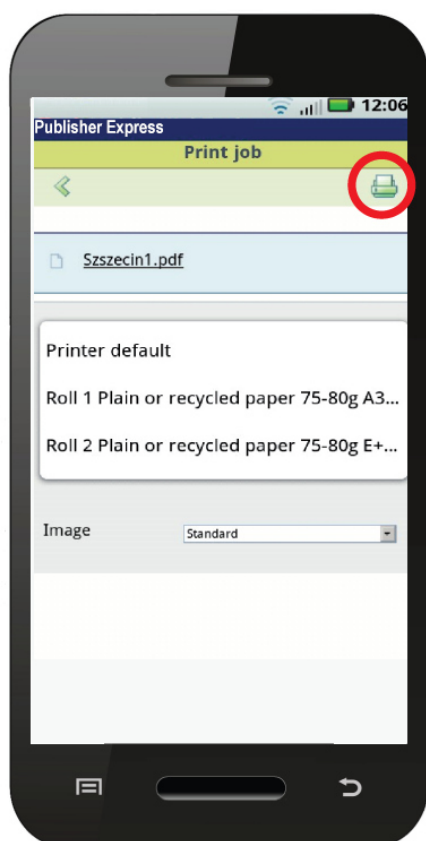 12:06
Publisher Express
Print job
Szszecin1.pdf
Printer default
Roll 1 Plain or recycled paper 75-80g A3...
Roll 2 Plain or recycled paper 75-80g E+...
Image
Standard